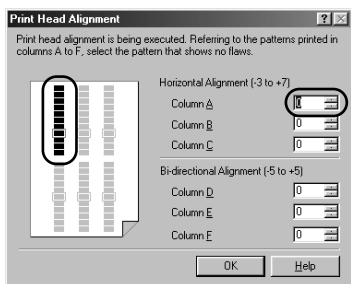 Print Head Alignment
Print head alignment is being executed. Referring to the patterns printed in
columns A to F, select the pattern that shows no flaws.
Horizontal Alignment (-3 to +7)
Column A 0
Column B 0
Column C 0
Bi-directional Alignment (-5 to +5)
Column D 0
Column E 0
Column F 0
OK Help